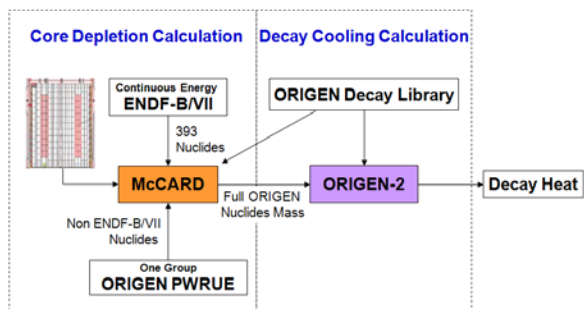 Core Depletion Calculation
Decay Cooling Calculation
Continuous Energy
ENDF-B/VII
ORIGEN Decay Library
393
Nuclides
McCARD
ORIGEN-2
Decay Heat
Full ORIGEN
Nuclides Mass
Non ENDF-B/VII
Nuclides
One Group
ORIGEN PWRUE